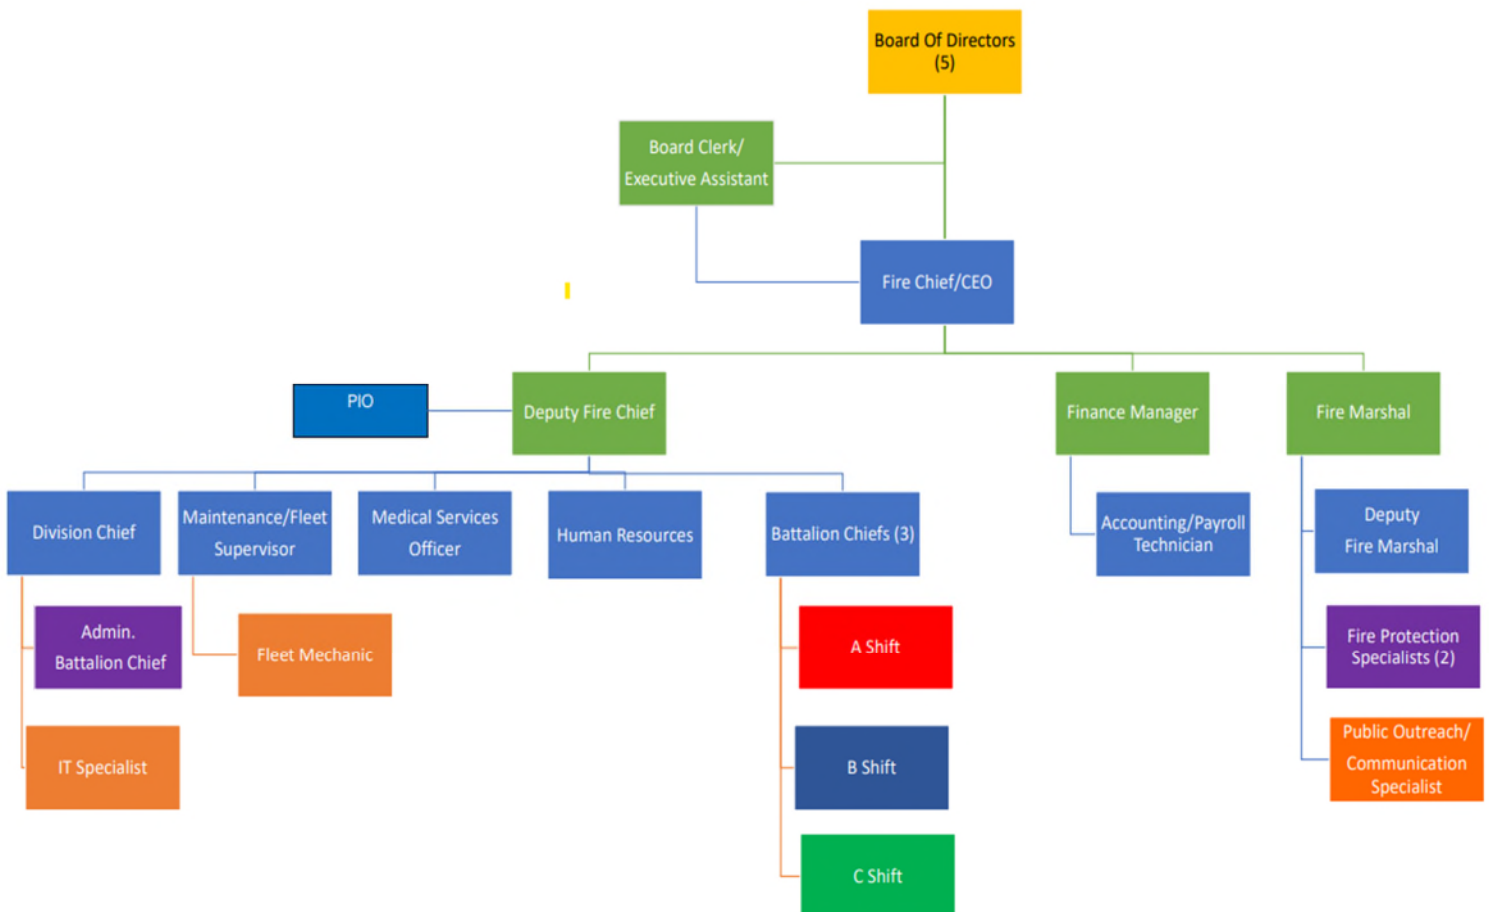 Board Of Directors
(5)
Board Clerk/
Executive Assistant
Fire Chief/CEO
PIO
Deputy Fire Chief
Finance Manager
Fire Marshal
Division Chief
Maintenance/Fleet
Supervisor
Medical Services
Officer
Human Resources
Battalion Chiefs (3)
Accounting/Payroll
Technician
Deputy
Fire Marshal
Admin.
Battalion Chief
Fleet Mechanic
A Shift
Fire Protection
Specialists (2)
IT Specialist
B Shift
Public Outreach/
Communication
Specialist
C Shift